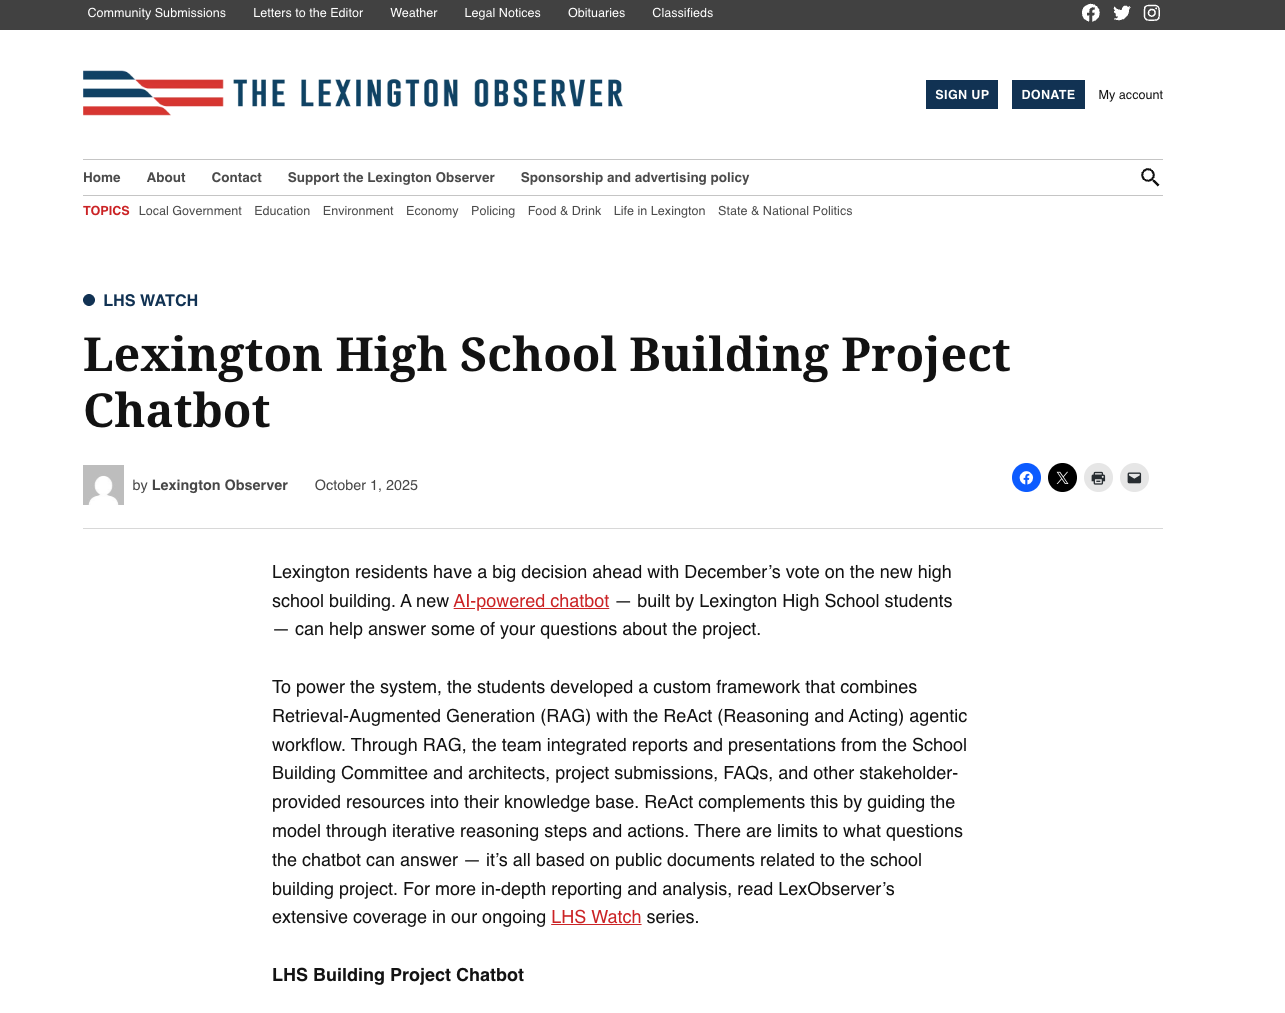 Community Submissions Letters to the Editor Weather Legal Notices Obituaries Classifieds
THE LEXINGTON OBSERVER
SIGN UP DONATE My account
Home About Contact Support the Lexington Observer Sponsorship and advertising policy
TOPICS Local Government Education Environment Economy Policing Food & Drink Life in Lexington State & National Politics
LHS WATCH
Lexington High School Building Project
Chatbot
by Lexington Observer October 1, 2025
Lexington residents have a big decision ahead with December’s vote on the new high
school building. A new AI-powered chatbot — built by Lexington High School students
— can help answer some of your questions about the project.
To power the system, the students developed a custom framework that combines
Retrieval-Augmented Generation (RAG) with the ReAct (Reasoning and Acting) agentic
workflow. Through RAG, the team integrated reports and presentations from the School
Building Committee and architects, project submissions, FAQs, and other stakeholder-
provided resources into their knowledge base. ReAct complements this by guiding the
model through iterative reasoning steps and actions. There are limits to what questions
the chatbot can answer — it’s all based on public documents related to the school
building project. For more in-depth reporting and analysis, read LexObserver’s
extensive coverage in our ongoing LHS Watch series.
LHS Building Project Chatbot